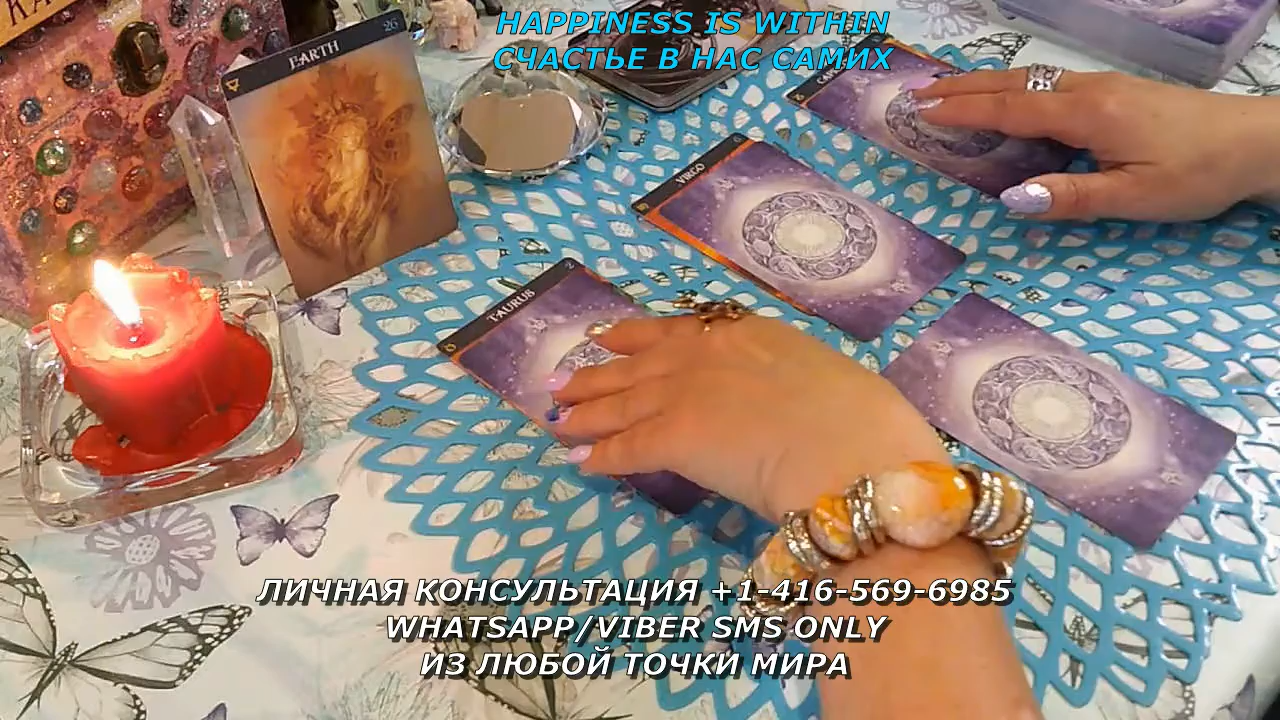 HAPPINESS IS WITHIN
СЧАСТЬЕ В НАС САМИХ
26
EARTH
VIRGO
TAURUS
ЛИЧНАЯ КОНСУЛЬТАЦИЯ +1-416-569-6985
WHATSAPP/VIBER SMS ONLY
ИЗ ЛЮБОЙ ТОЧКИ МИРА